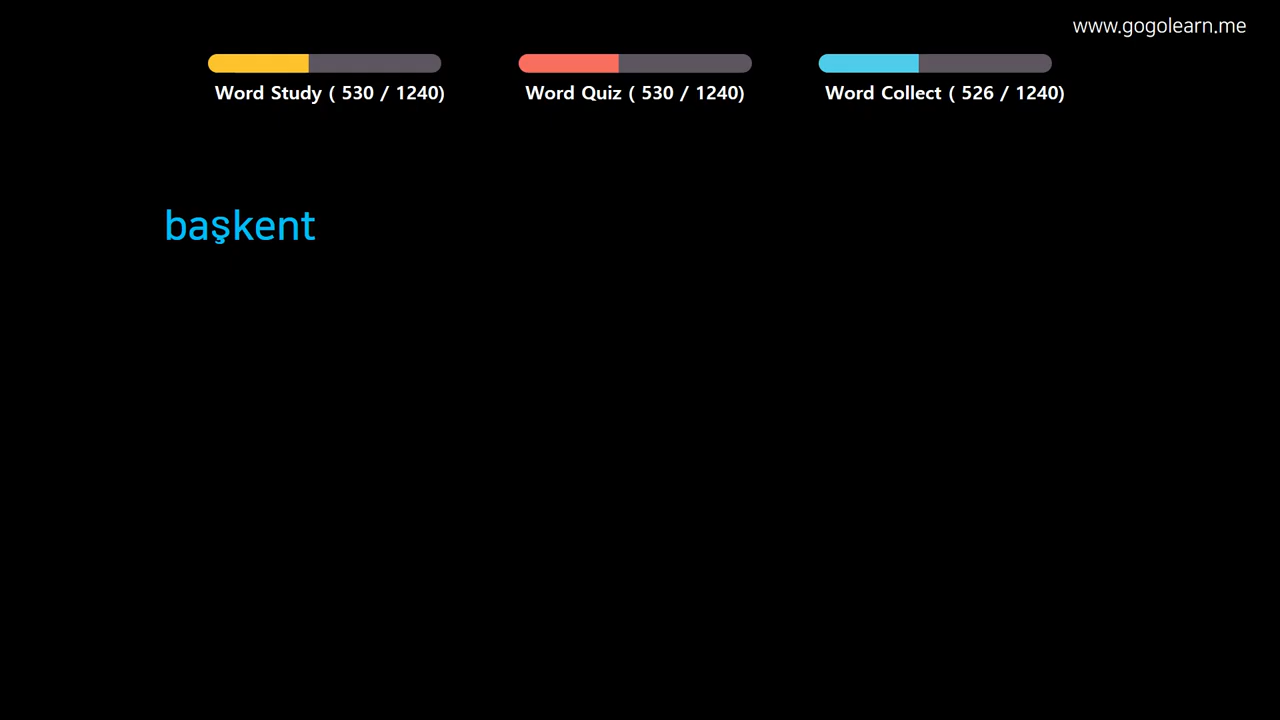 www.gogolearn.me
Word Study ( 530 / 1240)
Word Quiz ( 530 / 1240)
Word Collect ( 526 / 1240)
başkent